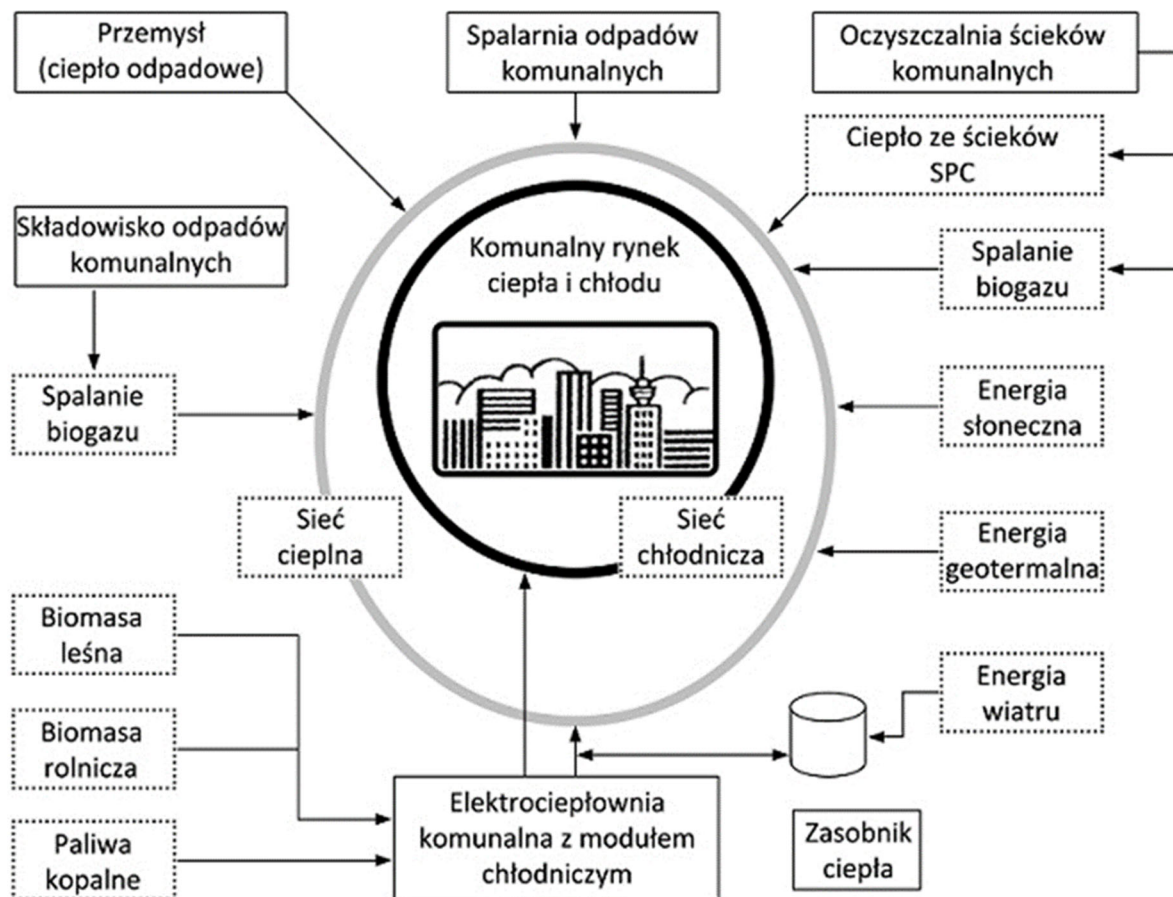 Przemysł
(ciepło odpadowe)
Spalarnia odpadów
komunalnych
Oczyszczalnia ścieków
komunalnych
Ciepło ze ścieków
SPC
Składowisko odpadów
komunalnych
Komunalny rynek
ciepła i chłodu
Spalanie
biogazu
Spalanie
biogazu
Energia
słoneczna
Sieć
cieplna
Sieć
chłodnicza
Energia
geotermalna
Biomasa
leśna
Energia
wiatru
Biomasa
rolnicza
Elektrociepłownia
komunalna z modułem
chłodniczym
Paliwa
kopalne
Zasobnik
ciepła